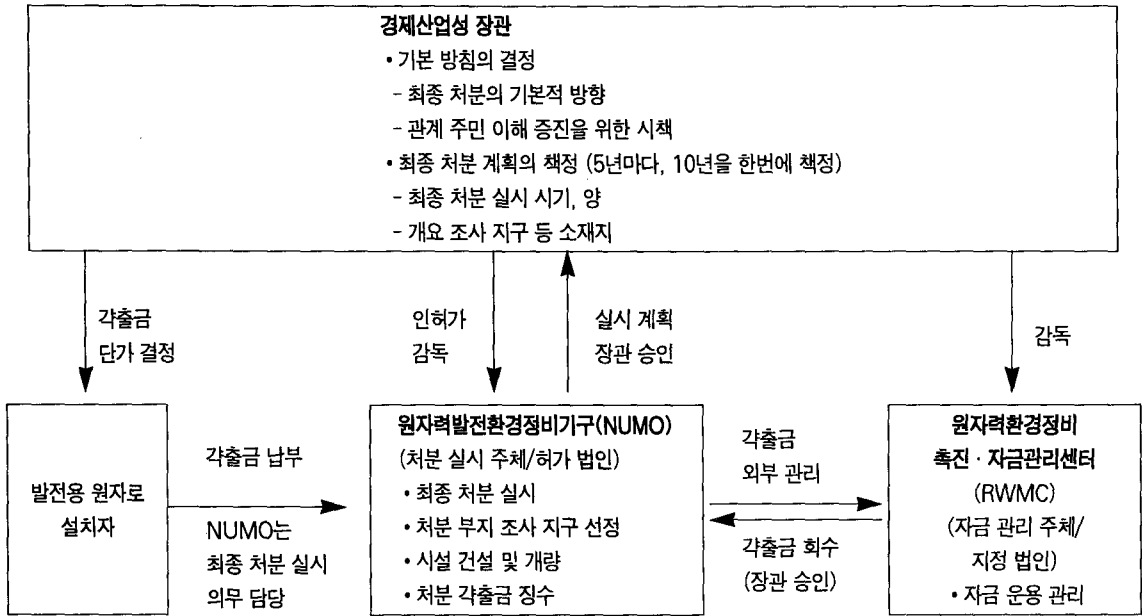 경제산업성 장관
• 기본 방침의 결정
- 최종 처분의 기본적 방향
- 관계 주민 이해 증진을 위한 시책
• 최종 처분 계획의 책정 (5년마다, 10년을 한번에 책정)
- 최종 처분 실시 시기, 양
- 개요 조사 지구 등 소재지
갹출금
단가 결정
인허가
감독
실시 계획
장관 승인
감독
발전용 원자로
설치자
갹출금 납부
NUMO는
최종 처분 실시
의무 담당
원자력발전환경정비기구(NUMO)
(처분 실시 주체/허가 법인)
• 최종 처분 실시
• 처분 부지 조사 지구 선정
• 시설 건설 및 개량
• 처분 갹출금 징수
갹출금
외부 관리
갹출금 회수
(장관 승인)
원자력환경정비
촉진 · 자금관리센터
(RWMC)
(자금 관리 주체/
지정 법인)
• 자금 운용 관리